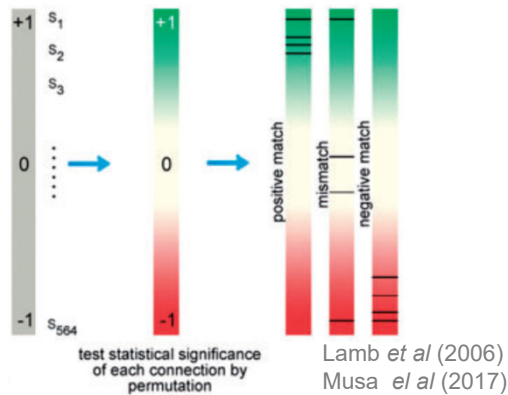 +1
S1
S2
S3
0
-1
S564
+1
0
-1
positive match
mismatch
negative match
test statistical significance
of each connection by
permutation
Lamb et al (2006)
Musa el al (2017)